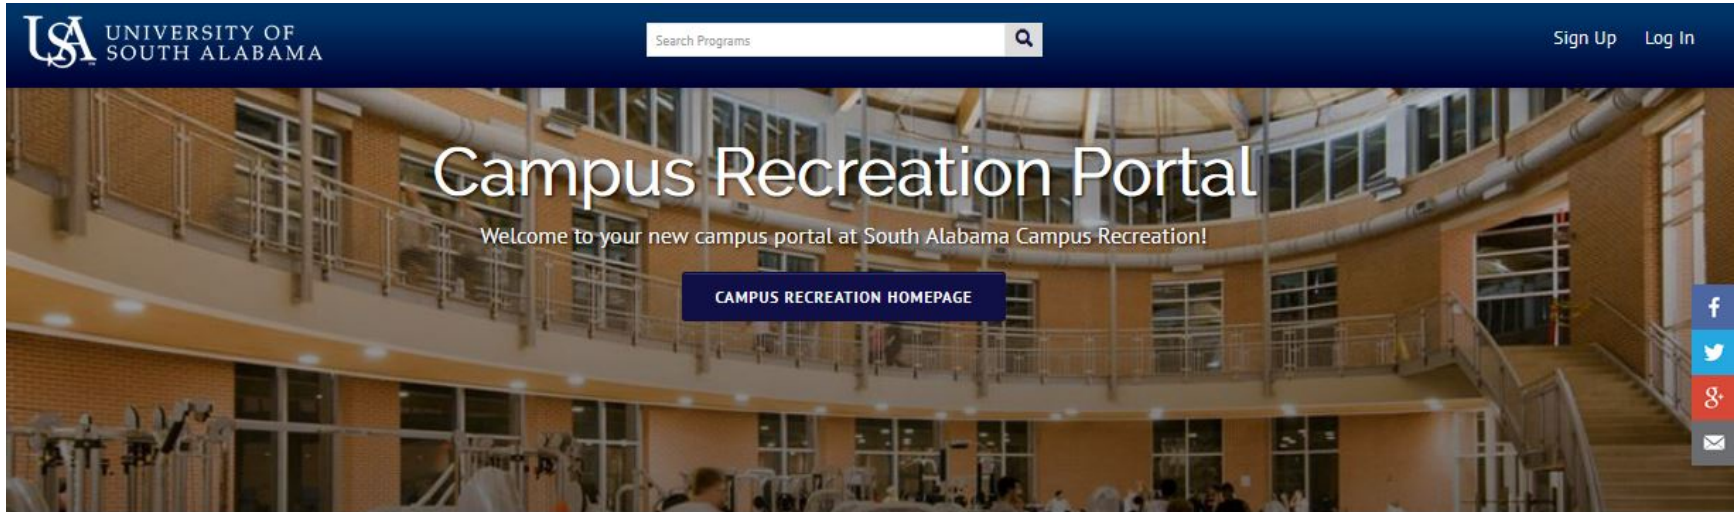 USA
UNIVERSITY OF
SOUTH ALABAMA
Search Programs
Sign Up
Log In
Campus Recreation Portal
Welcome to your new campus portal at South Alabama Campus Recreation!
CAMPUS RECREATION HOMEPAGE
f
g+